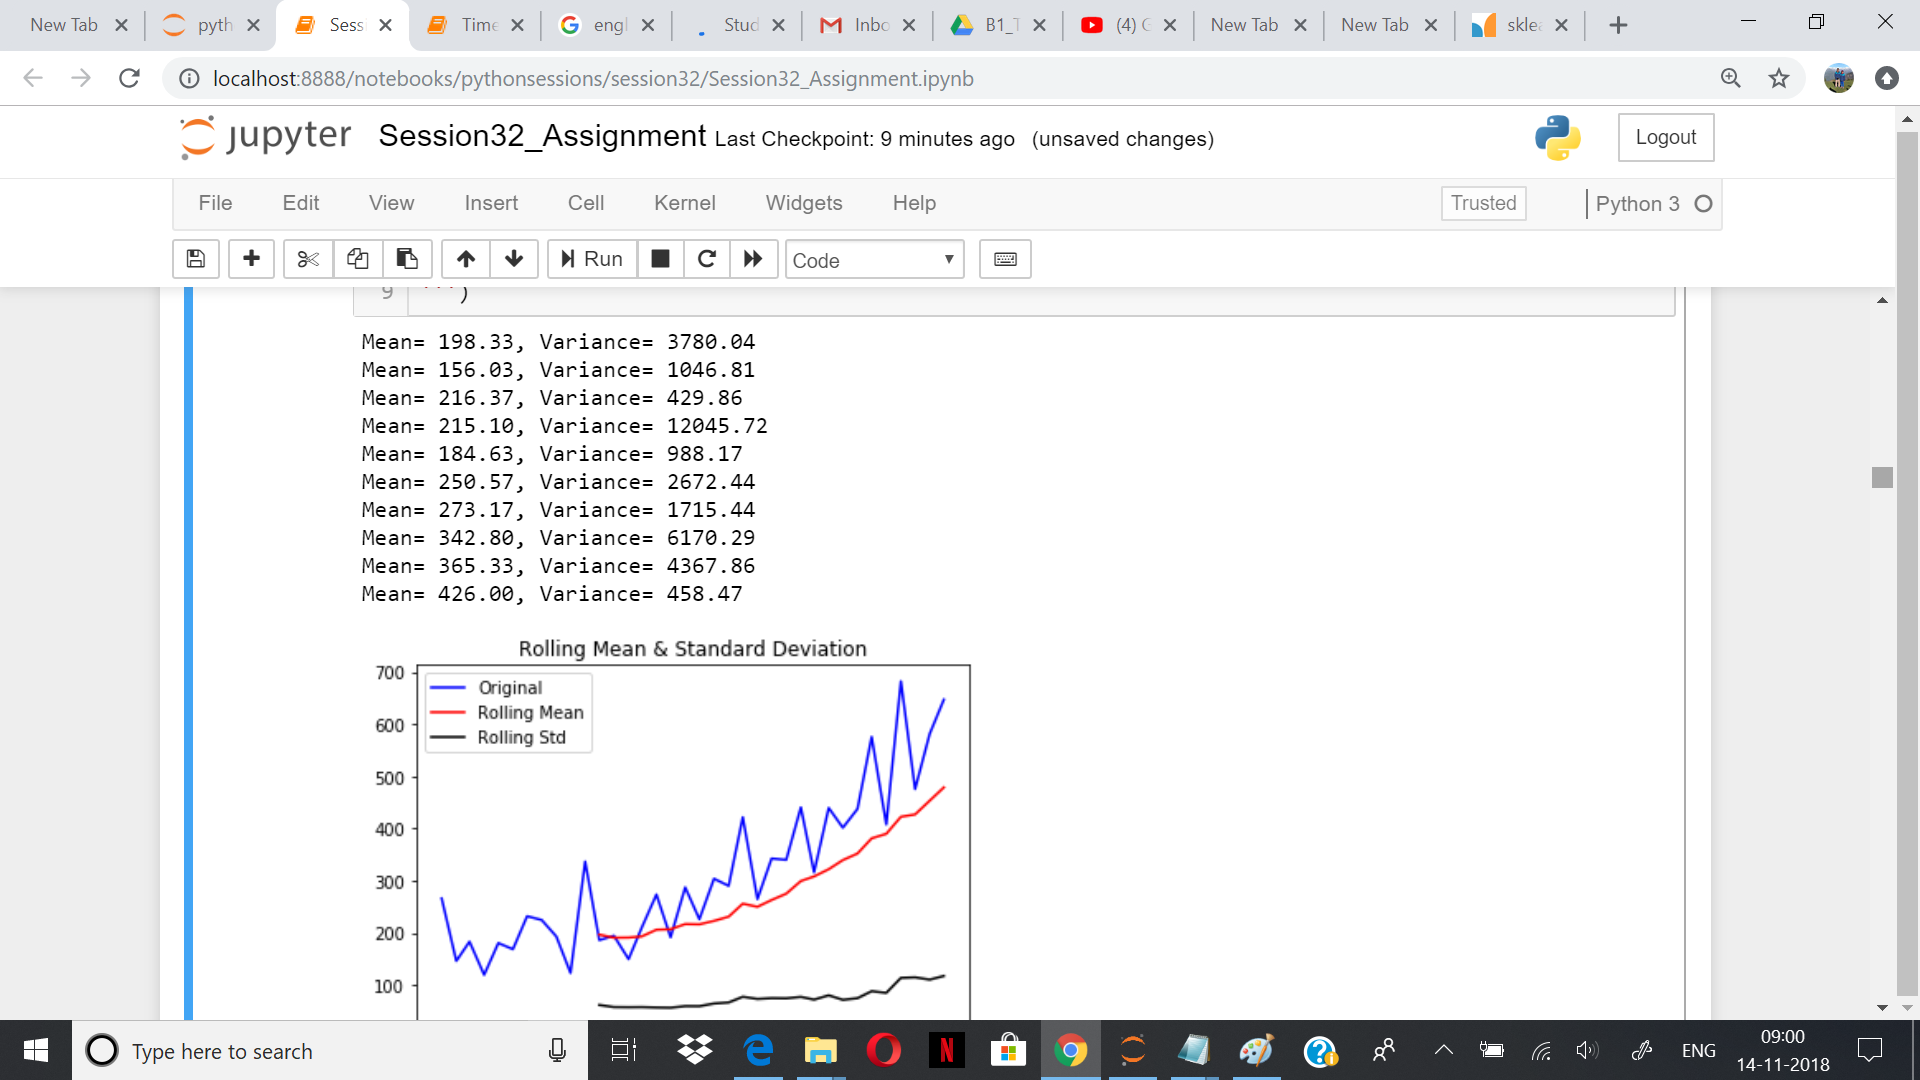 New Tab pyth Sess Time engl Stud Inbo B1_T (4) G New Tab New Tab sklea
localhost:8888/notebooks/pythonsessions/session32/Session32_Assignment.ipynb
jupyter Session32_Assignment Last Checkpoint: 9 minutes ago (unsaved changes) Logout
File Edit View Insert Cell Kernel Widgets Help Trusted Python 3
Run Code
9 ''')
Mean= 198.33, Variance= 3780.04
Mean= 156.03, Variance= 1046.81
Mean= 216.37, Variance= 429.86
Mean= 215.10, Variance= 12045.72
Mean= 184.63, Variance= 988.17
Mean= 250.57, Variance= 2672.44
Mean= 273.17, Variance= 1715.44
Mean= 342.80, Variance= 6170.29
Mean= 365.33, Variance= 4367.86
Mean= 426.00, Variance= 458.47
Rolling Mean & Standard Deviation
700
Original
Rolling Mean
600
Rolling Std
500
400
300
200
100
Type here to search
ENG
09:00
14-11-2018